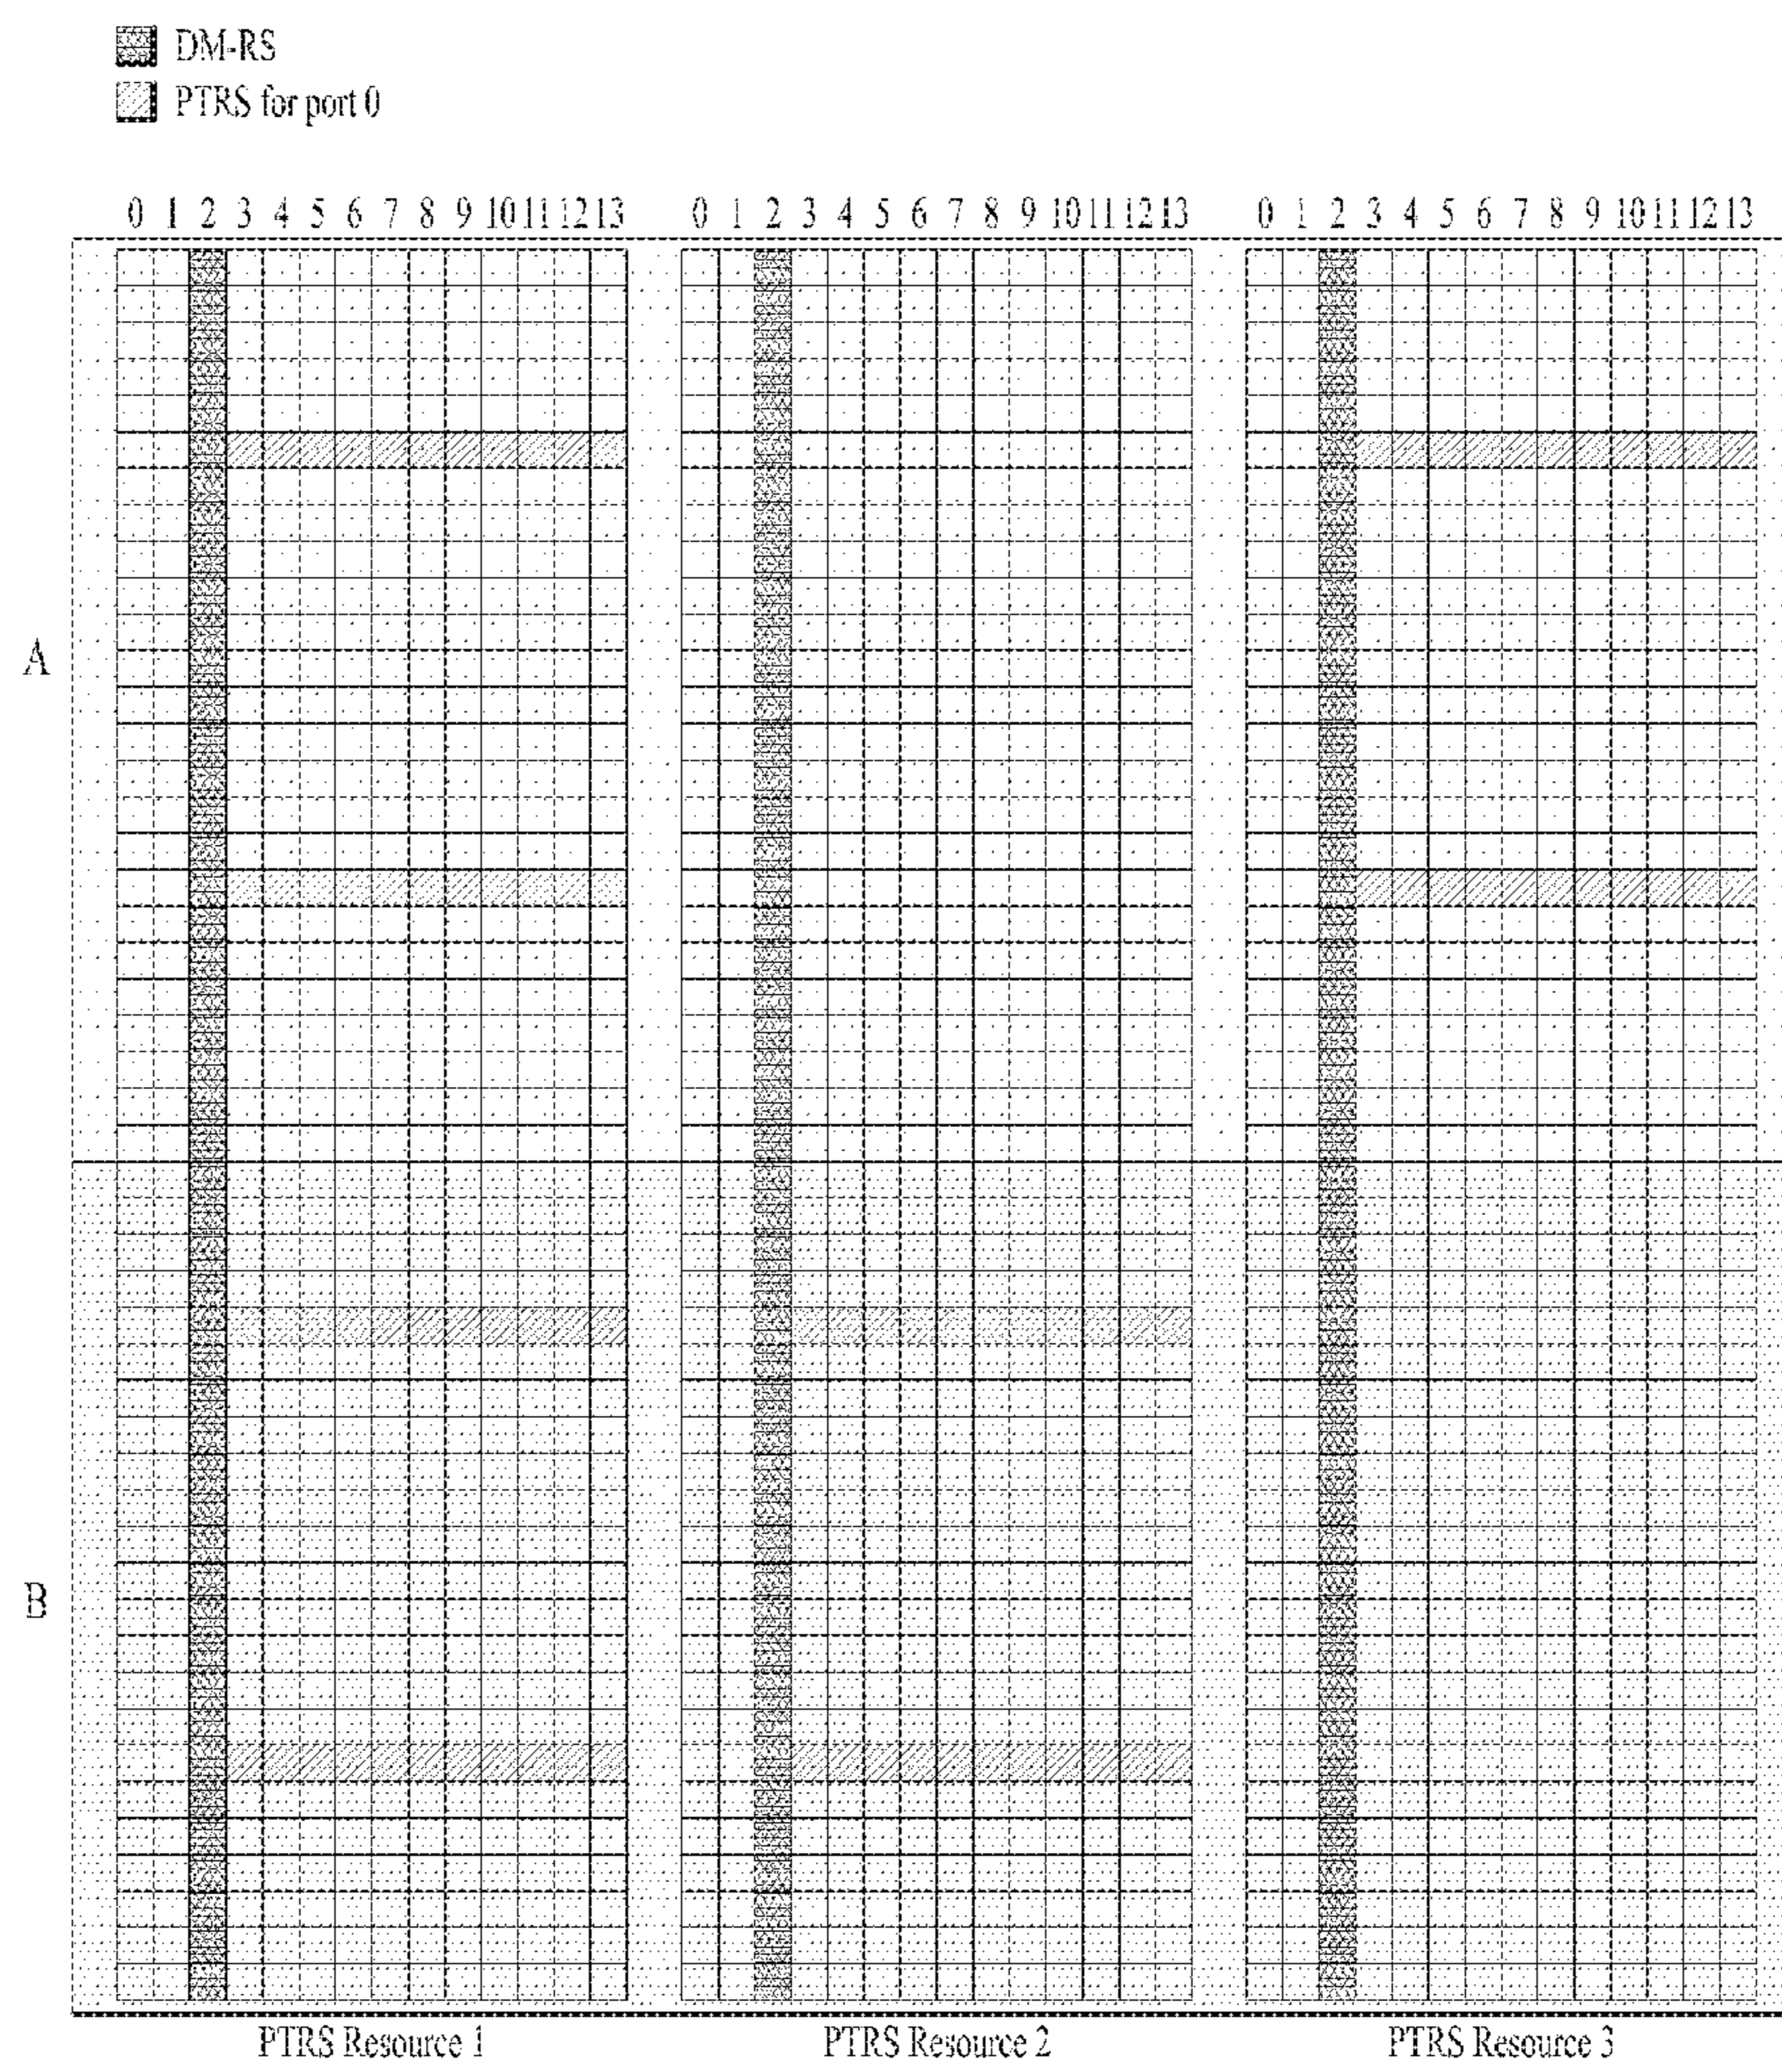 DM-RS
PTRS for port 0
0 1 2 3 4 5 6 7 8 9 10 11 12 13 0 1 2 3 4 5 6 7 8 9 10 11 12 13 0 1 2 3 4 5 6 7 8 9 10 11 12 13
A
B
PTRS Resource 1 PTRS Resource 2 PTRS Resource 3